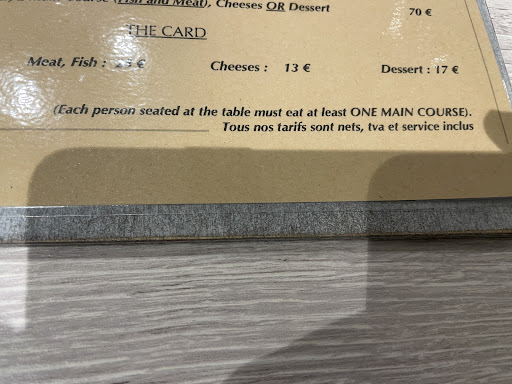 Course (Fish and Meat), Cheeses OR Dessert 70 €
THE CARD
Meat, Fish : € Cheeses : 13 € Dessert : 17 €
(Each person seated at the table must eat at least ONE MAIN COURSE).
Tous nos tarifs sont nets, tva et service inclus